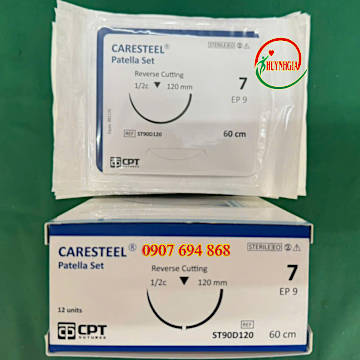 CARESTEEL®
Patella Set
STERILE EO
HLYNHGIA
Reverse Cutting
1/2c ▼ 120 mm
7
EP 9
REF ST90D120
60 cm
CPT
SUTURES
CARESTEEL®
Patella Set
0907 694 868
STERILE EO
Reverse Cutting
1/2c ▼ 120 mm
7
EP 9
12 units
CPT
SUTURES
REF ST90D120
60 cm